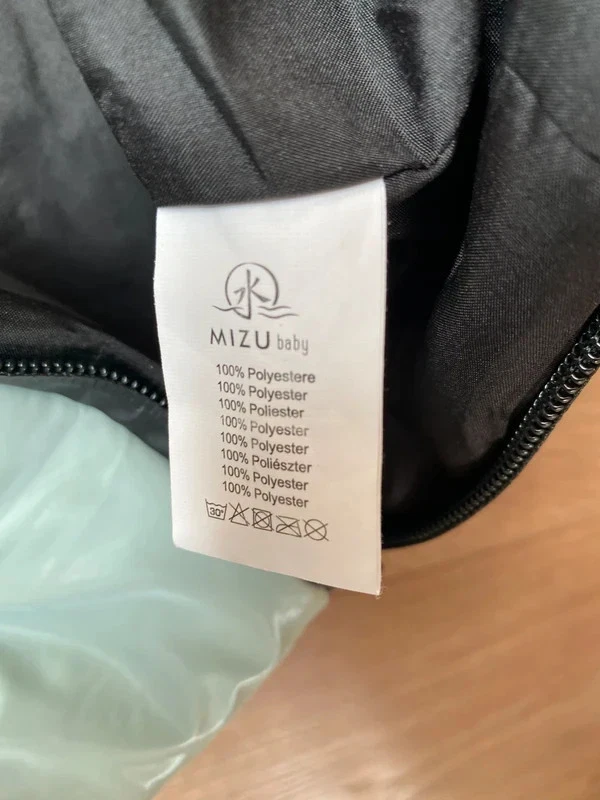 水
MIZU baby
100% Polyestere
100% Polyester
100% Poliester
100% Polyester
100% Polyester
100% Poliészter
100% Polyester
100% Polyester
30°